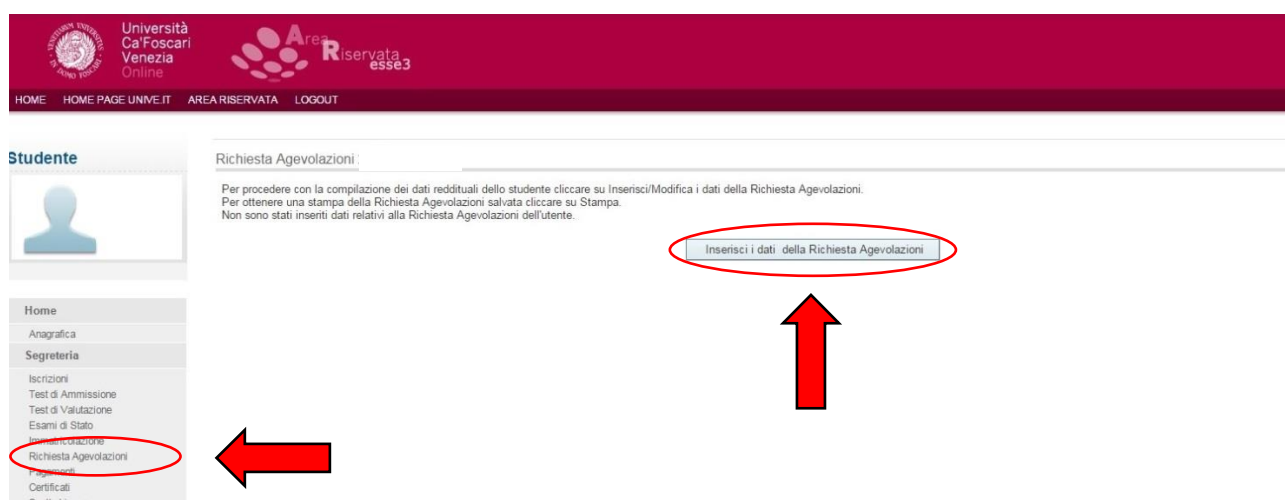 Università
Ca'Foscari
Venezia
Online
Area
Riservata
esse3
HOME HOME PAGE UNIVE.IT AREA RISERVATA LOGOUT
Studente
Richiesta Agevolazioni
Per procedere con la compilazione dei dati reddituali dello studente cliccare su Inserisci/Modifica i dati della Richiesta Agevolazioni.
Per ottenere una stampa della Richiesta Agevolazioni salvata cliccare su Stampa.
Non sono stati inseriti dati relativi alla Richiesta Agevolazioni dell'utente.
Inserisci i dati della Richiesta Agevolazioni
Home
Anagrafica
Segreteria
Iscrizioni
Test di Ammissione
Test di Valutazione
Esami di Stato
Immatricolazione
Richiesta Agevolazioni
Pagamenti
Certificati